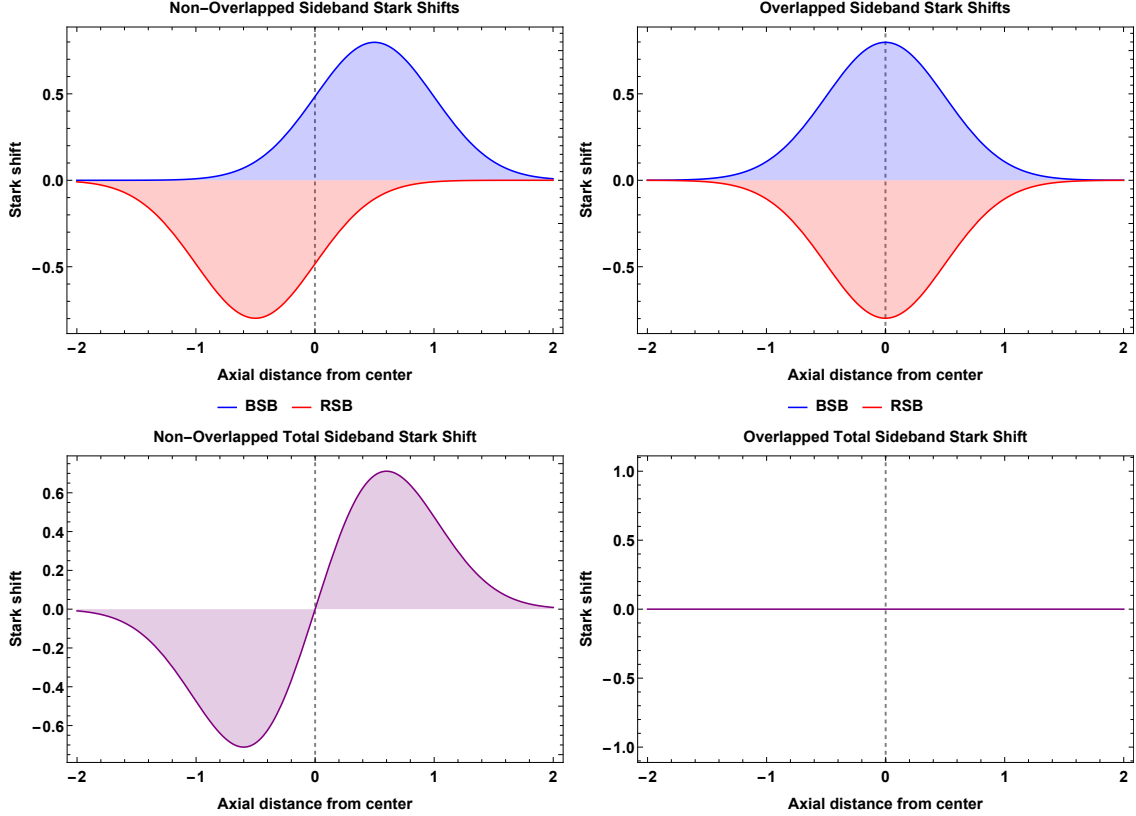 Non−Overlapped Sideband Stark Shifts
Overlapped Sideband Stark Shifts
Stark shift
0.5
0.0
−0.5
−2
−1
0
1
2
Axial distance from center
BSB
RSB
Stark shift
0.5
0.0
−0.5
−2
−1
0
1
2
Axial distance from center
BSB
RSB
Non−Overlapped Total Sideband Stark Shift
Overlapped Total Sideband Stark Shift
Stark shift
0.6
0.4
0.2
0.0
−0.2
−0.4
−0.6
−2
−1
0
1
2
Axial distance from center
Stark shift
1.0
0.5
0.0
−0.5
−1.0
−2
−1
0
1
2
Axial distance from center